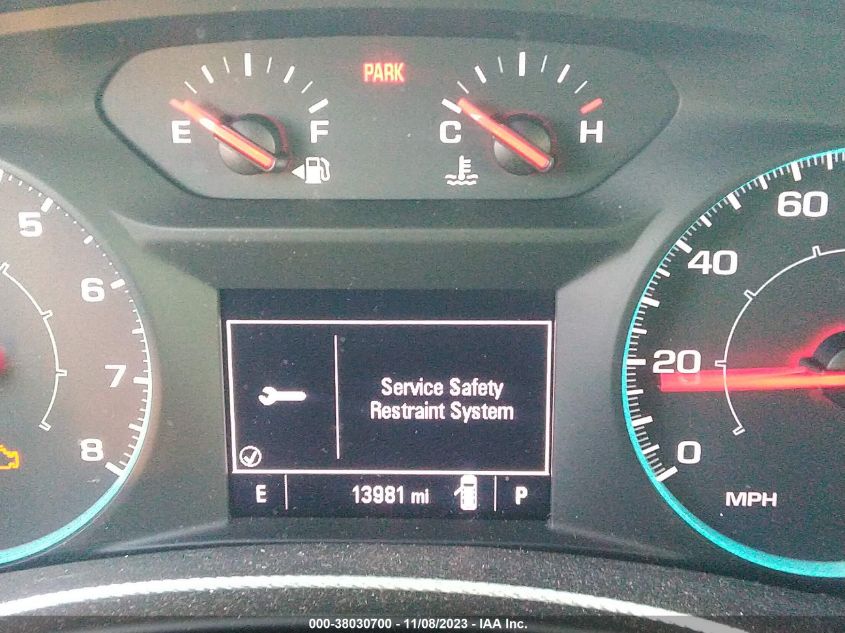 PARK
E F C H
5
6
7
8
60
40
20
0
MPH
Service Safety
Restraint System
E 13981 mi P
000-38030700 - 11/08/2023 - IAA Inc.